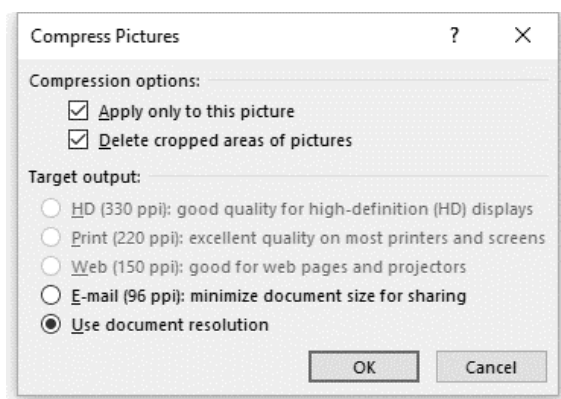 Compress Pictures ? ×
Compression options:
Apply only to this picture
Delete cropped areas of pictures
Target output:
HD (330 ppi): good quality for high-definition (HD) displays
Print (220 ppi): excellent quality on most printers and screens
Web (150 ppi): good for web pages and projectors
E-mail (96 ppi): minimize document size for sharing
Use document resolution
OK Cancel